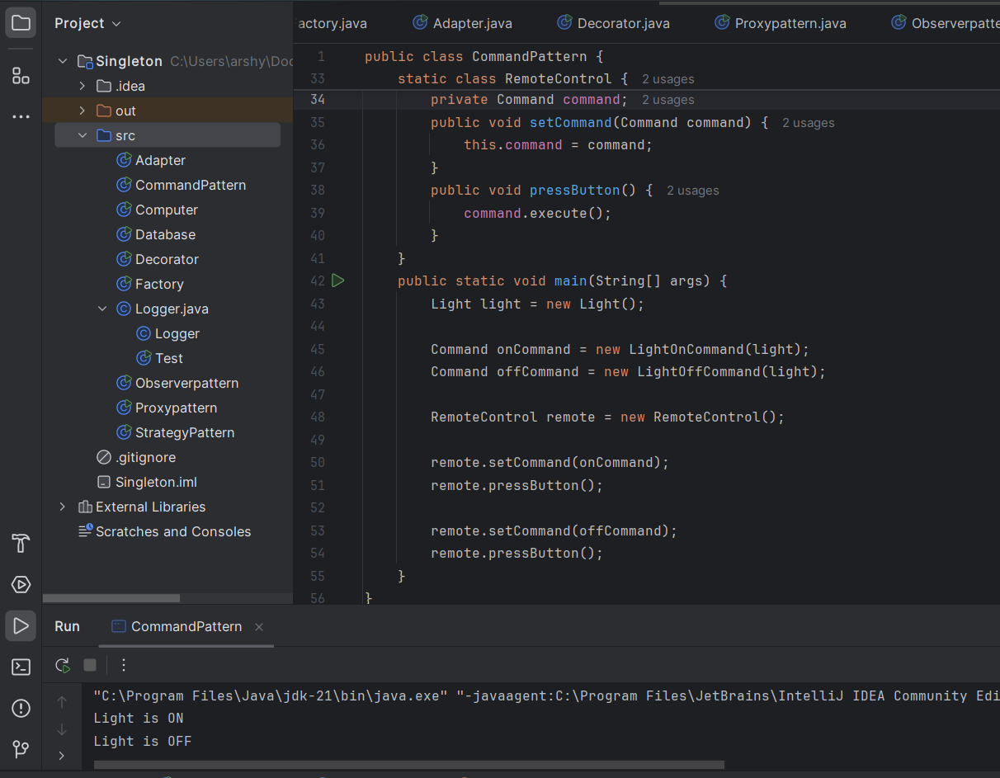 Project
Singleton C:\Users\arshy\Doc
.idea
out
src
Adapter
CommandPattern
Computer
Database
Decorator
Factory
Logger.java
Logger
Test
Observerpattern
Proxypattern
StrategyPattern
.gitignore
Singleton.iml
External Libraries
Scratches and Consoles
actory.java Adapter.java Decorator.java Proxypattern.java Observerpatte
1 public class CommandPattern {
33 static class RemoteControl { 2 usages
34 private Command command; 2 usages
35 public void setCommand(Command command) { 2 usages
36 this.command = command;
37 }
38 public void pressButton() { 2 usages
39 command.execute();
40 }
41 }
42 public static void main(String[] args) {
43 Light light = new Light();
44
45 Command onCommand = new LightOnCommand(light);
46 Command offCommand = new LightOffCommand(light);
47
48 RemoteControl remote = new RemoteControl();
49
50 remote.setCommand(onCommand);
51 remote.pressButton();
52
53 remote.setCommand(offCommand);
54 remote.pressButton();
55 }
56 }
Run CommandPattern
"C:\Program Files\Java\jdk-21\bin\java.exe" "-javaagent:C:\Program Files\JetBrains\IntelliJ IDEA Community Edi
Light is ON
Light is OFF